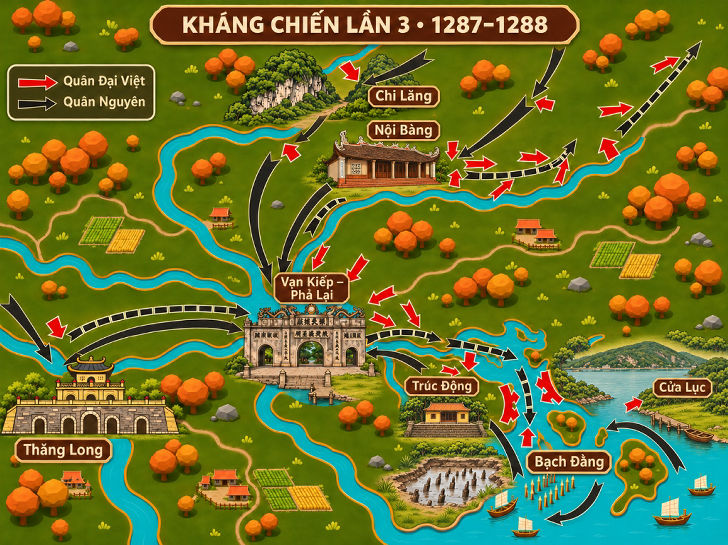 KHÁNG CHIẾN LẦN 3 • 1287–1288
Quân Đại Việt
Quân Nguyên
Chi Lăng
Nội Bàng
Vạn Kiếp –
Phả Lại
Trúc Động
Cửa Lục
Thăng Long
Bạch Đằng